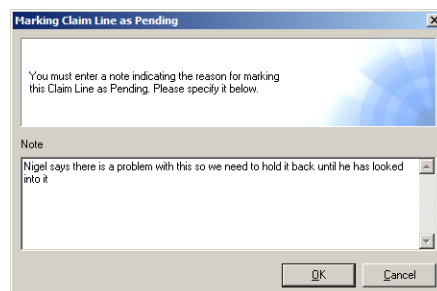 Marking Claim Line as Pending
You must enter a note indicating the reason for marking
this Claim Line as Pending. Please specify it below.
Note
Nigel says there is a problem with this so we need to hold it back until he has looked
into it
OK
Cancel